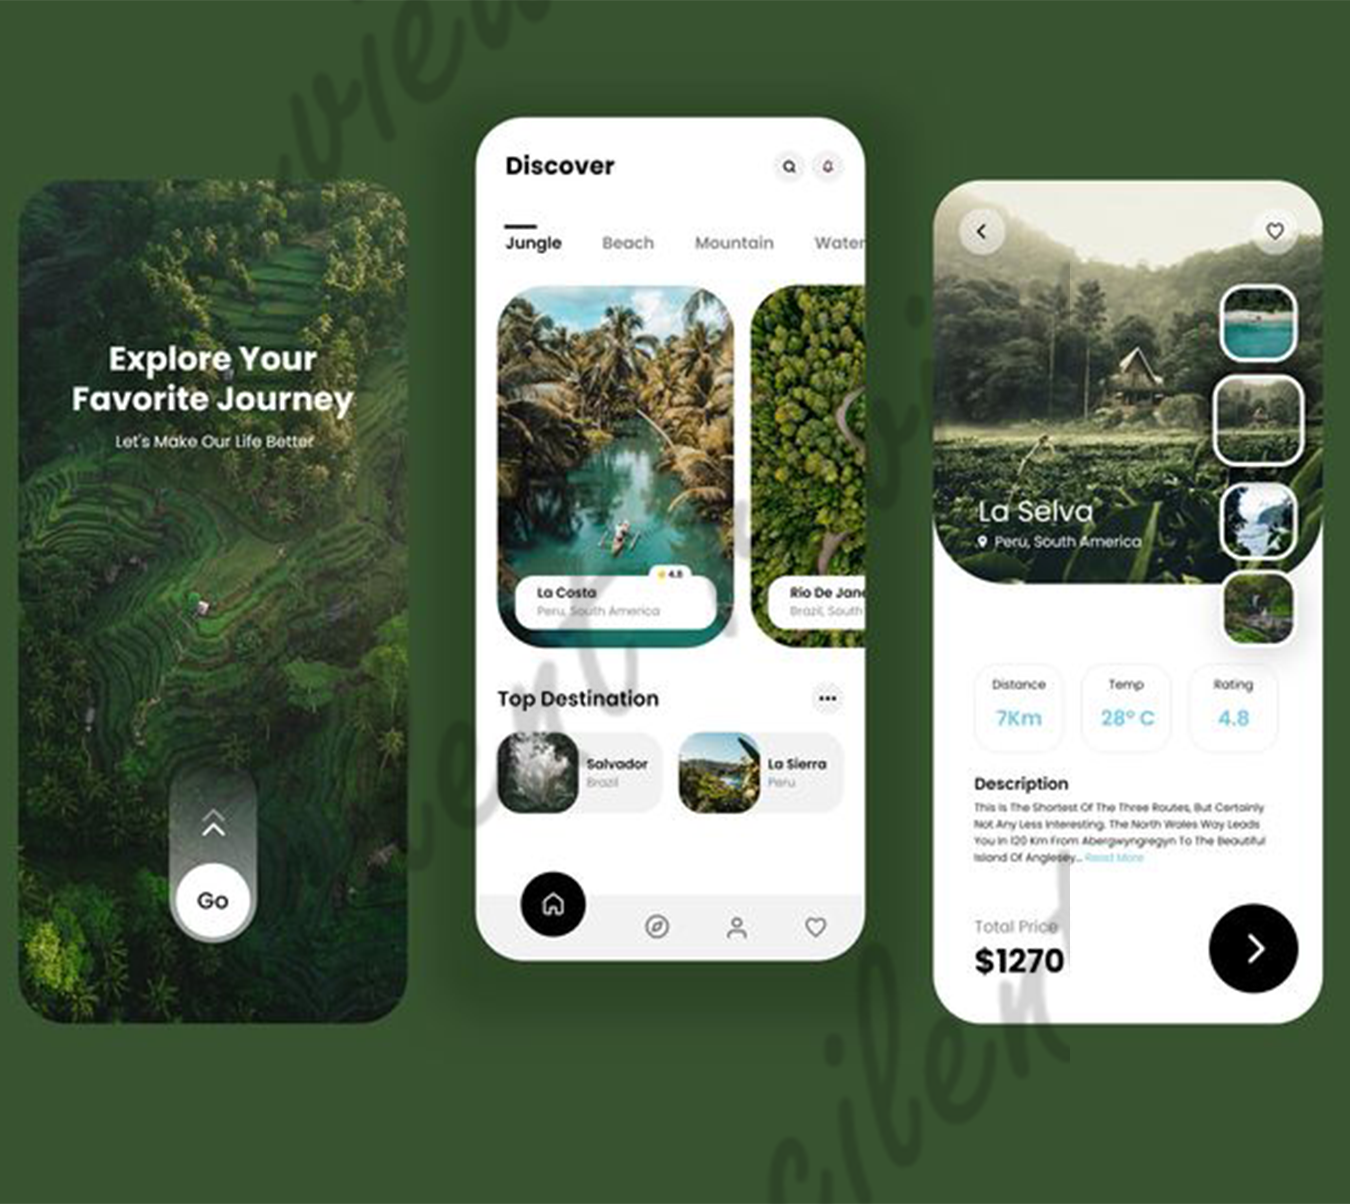 Explore Your
Favorite Journey
Let's Make Our Life Better
Go
Discover
Jungle Beach Mountain Water
4.8
La Costa
Peru, South America
Rio De Jane
Brazil, South
Top Destination
Salvador
Brazil
La Sierra
Peru
La Selva
Peru, South America
Distance
7Km
Temp
28° C
Rating
4.8
Description
This Is The Shortest Of The Three Routes, But Certainly
Not Any Less Interesting. The North Wales Way Leads
You In 120 Km From Abergwyngregyn To The Beautiful
Island Of Anglesey... Read More
Total Price
$1270